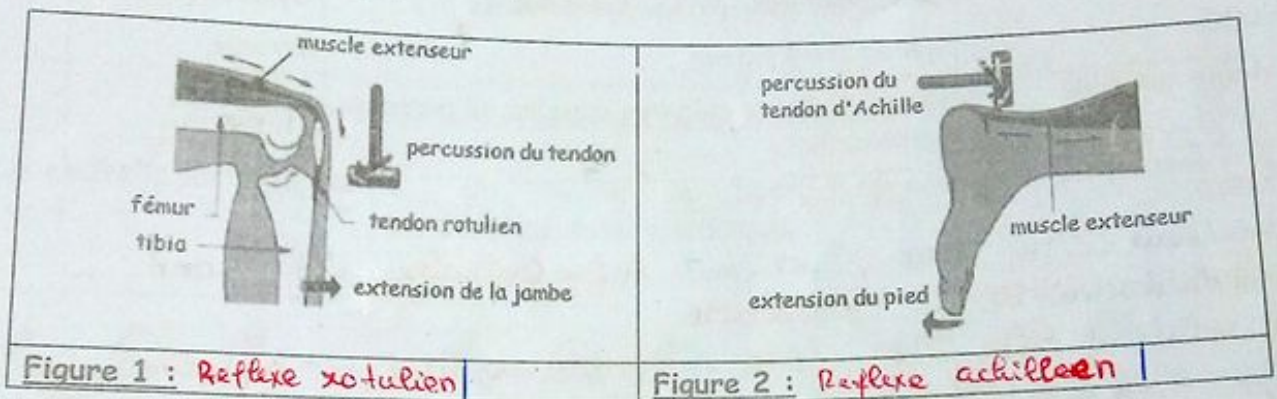 muscle extenseur
percussion du tendon
fémur
tendon rotulien
tibia
extension de la jambe
Figure 1 : Reflexe rotulien
percussion du
tendon d'Achille
muscle extenseur
extension du pied
Figure 2 : Reflexe achilleen